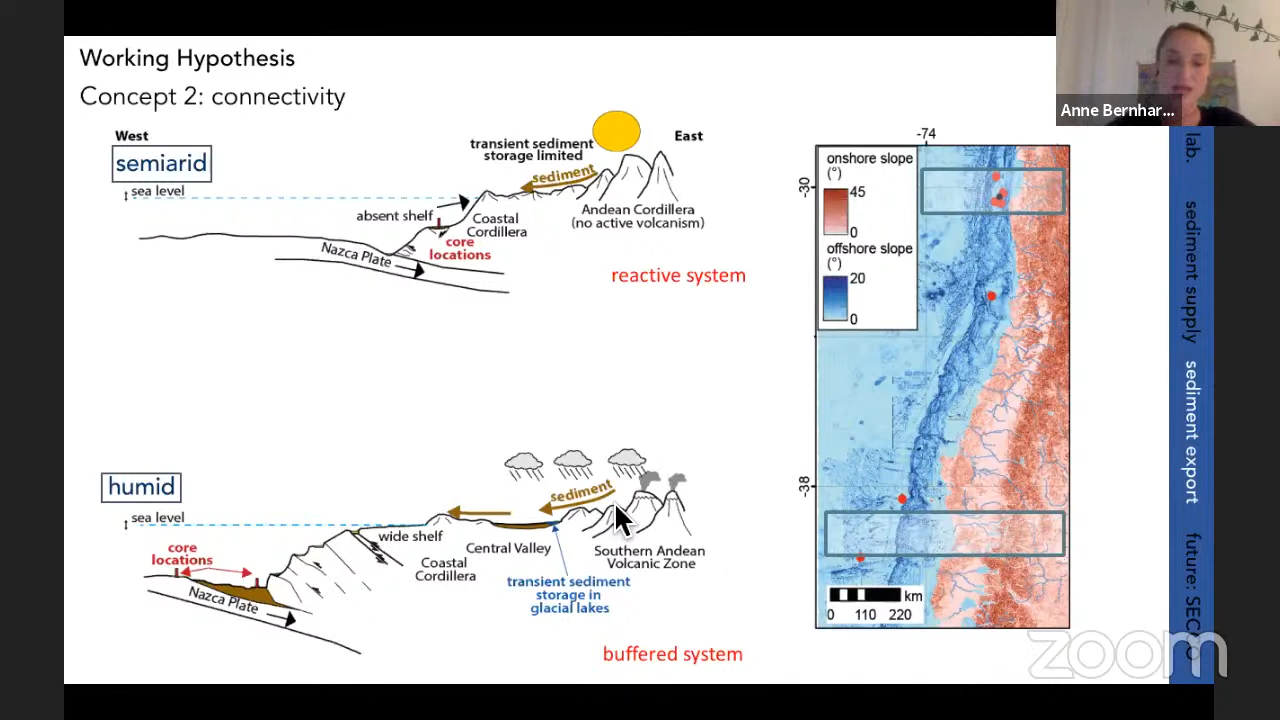 Working Hypothesis
Concept 2: connectivity
West
East
semiarid
sea level
transient sediment
storage limited
sediment
absent shelf
Coastal
Cordillera
Andean Cordillera
(no active volcanism)
core
locations
Nazca Plate
reactive system
humid
sea level
sediment
wide shelf
core
locations
Coastal
Cordillera
Central Valley
Southern Andean
Volcanic Zone
transient sediment
storage in
glacial lakes
Nazca Plate
buffered system
-74
-30
-38
onshore slope
(°)
45
0
offshore slope
(°)
20
0
km
0 110 220
Anne Bernhar...
lab.
sediment supply
sediment export
zoom